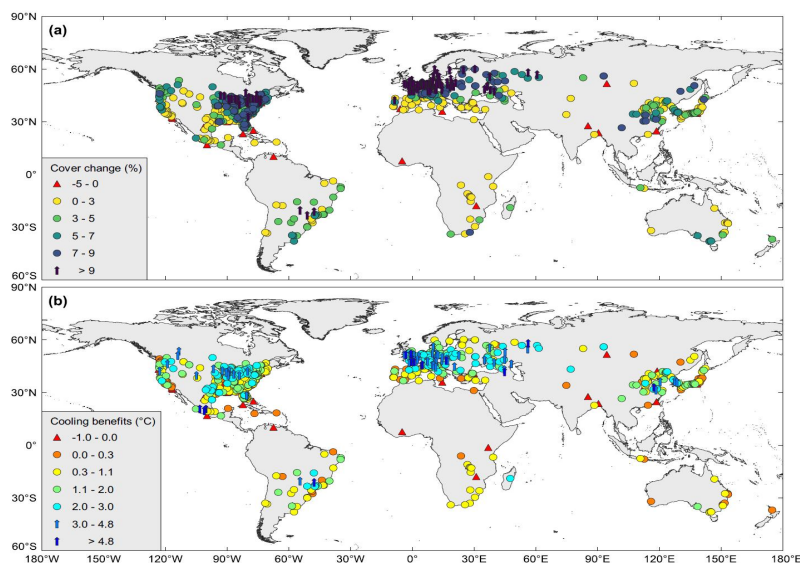 90°N
(a)
60°N
30°N
0°
30°S
60°S
Cover change (%)
-5 - 0
0 - 3
3 - 5
5 - 7
7 - 9
> 9
90°N
(b)
60°N
30°N
0°
30°S
60°S
Cooling benefits (°C)
-1.0 - 0.0
0.0 - 0.3
0.3 - 1.1
1.1 - 2.0
2.0 - 3.0
3.0 - 4.8
> 4.8
180°W 150°W 120°W 90°W 60°W 30°W 0° 30°E 60°E 90°E 120°E 150°E 180°E